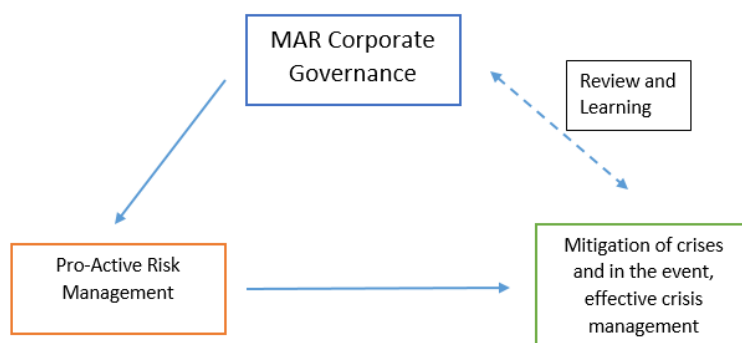 MAR Corporate
Governance
Review and
Learning
Pro-Active Risk
Management
Mitigation of crises
and in the event,
effective crisis
management